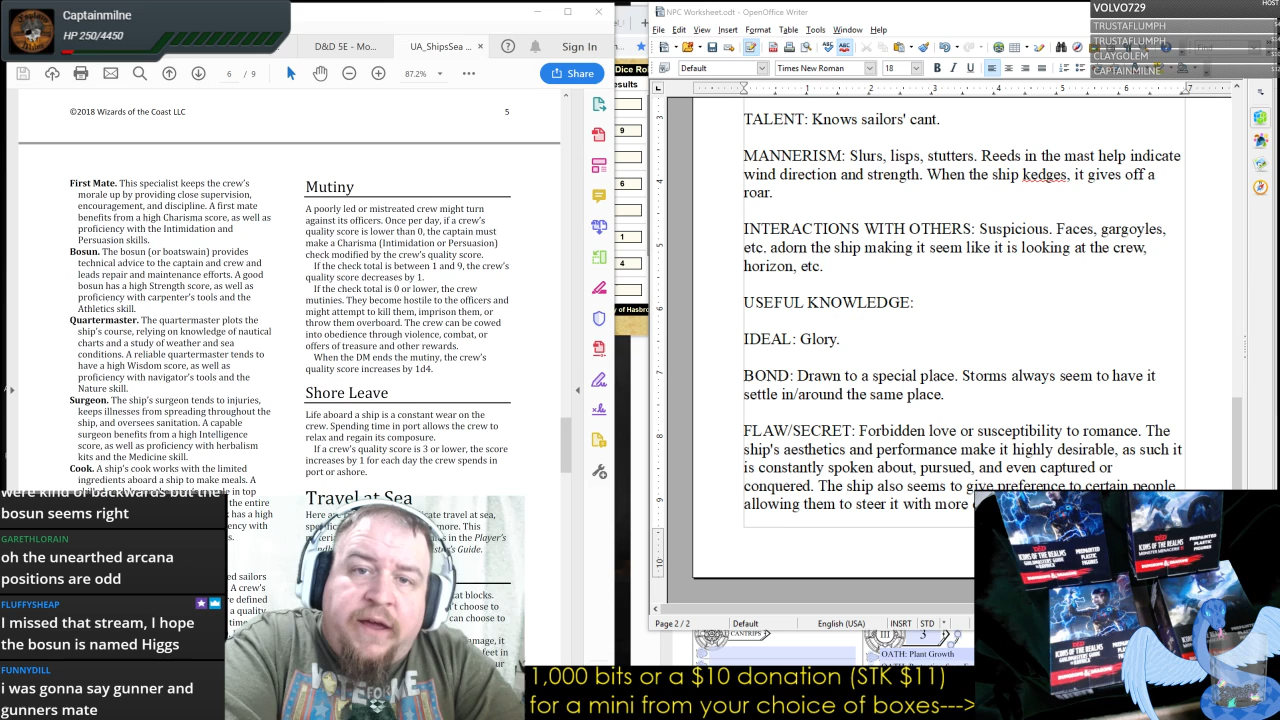 Captainmilne
HP 250/4450
D&D 5E - Mo...
UA_ShipsSea
Sign In
/ 9
87.2%
Share
©2018 Wizards of the Coast LLC
5
First Mate. This specialist keeps the crew's
morale up by providing close supervision,
encouragement, and discipline. A first mate
benefits from a high Charisma score, as well as
proficiency with the Intimidation and
Persuasion skills.
Bosun. The bosun (or boatswain) provides
technical advice to the captain and crew and
leads repair and maintenance efforts. A good
bosun has a high Strength score, as well as
proficiency with carpenter's tools and the
Athletics skill.
Quartermaster. The quartermaster plots the
ship's course, relying on knowledge of nautical
charts and a study of weather and sea
conditions. A reliable quartermaster tends to
have a high Wisdom score, as well as
proficiency with navigator's tools and the
Nature skill.
Surgeon. The ship's surgeon tends to injuries,
keeps illnesses from spreading throughout the
ship, and oversees sanitation. A capable
surgeon benefits from a high Intelligence
score, as well as proficiency with herbalism
kits and the Medicine skill.
Cook. A ship's cook works with the limited
ingredients aboard a ship to make meals. A
Mutiny
A poorly led or mistreated crew might turn
against its officers. Once per day, if a crew's
quality score is lower than 0, the captain must
make a Charisma (Intimidation or Persuasion)
check modified by the crew's quality score.
If the check total is between 1 and 9, the crew's
quality score decreases by 1.
If the check total is 0 or lower, the crew
mutinies. They become hostile to the officers and
might attempt to kill them, imprison them, or
throw them overboard. The crew can be cowed
into obedience through violence, combat, or
offers of treasure and other rewards.
When the DM ends the mutiny, the crew's
quality score increases by 1d4.
Shore Leave
Life aboard a ship is a constant wear on the
crew. Spending time in port allows the crew to
relax and regain its composure.
If a crew's quality score is 3 or lower, the score
increases by 1 for each day the crew spends in
port or ashore.
Travel at Sea
Dice Ro
esults
9
6
1
4
y of Hasbro
NPC Worksheet.odt - OpenOffice Writer
File Edit View Insert Format Table Tools Window Help
Default
Times New Roman
18
TALENT: Knows sailors' cant.
MANNERISM: Slurs, lisps, stutters. Reeds in the mast help indicate
wind direction and strength. When the ship kedges, it gives off a
roar.
INTERACTIONS WITH OTHERS: Suspicious. Faces, gargoyles,
etc. adorn the ship making it seem like it is looking at the crew,
horizon, etc.
USEFUL KNOWLEDGE:
IDEAL: Glory.
BOND: Drawn to a special place. Storms always seem to have it
settle in/around the same place.
FLAW/SECRET: Forbidden love or susceptibility to romance. The
ship's aesthetics and performance make it highly desirable, as such it
is constantly spoken about, pursued, and even captured or
conquered. The ship also seems to give preference to certain people
allowing them to steer it with more
Page 2 / 2
Default
English (USA)
INSRT
STD
VOLVO729
HOST
TRUSTAFLUMPH
TRUSTAFLUMPH
CLAYGOLEM
CAPTAINMILNE
were kind of backwards but the
bosun seems right
GARETHLORAIN
oh the unearthed arcana
positions are odd
FLUFFYSHEAP
I missed that stream, I hope
the bosun is named Higgs
FUNNYDILL
i was gonna say gunner and
gunners mate
CANTRIPS
III
3
OATH: Plant Growth
1,000 bits or a $10 donation (STK $11)
for a mini from your choice of boxes--->
ICONS OF THE REALMS